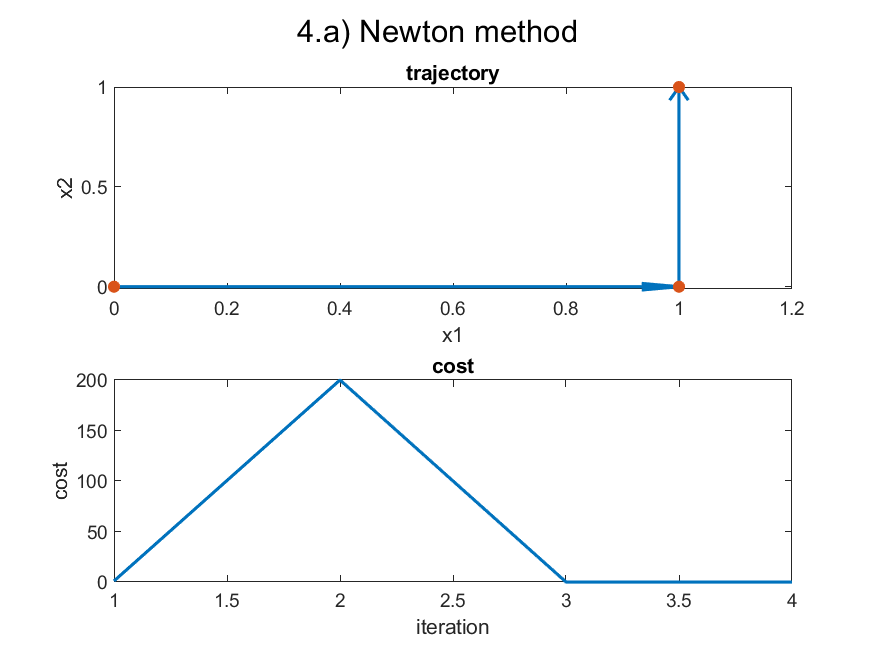 4.a) Newton method
trajectory
1
0.5
0
x2
0 0.2 0.4 0.6 0.8 1 1.2
x1
cost
200
150
100
50
0
cost
1 1.5 2 2.5 3 3.5 4
iteration